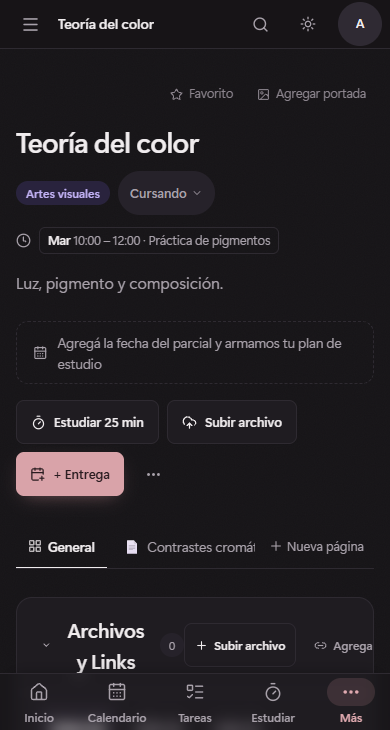 Teoría del color
A
Favorito
Agregar portada
Teoría del color
Artes visuales
Cursando
Mar 10:00 – 12:00 · Práctica de pigmentos
Luz, pigmento y composición.
Agregá la fecha del parcial y armamos tu plan de
estudio
Estudiar 25 min
Subir archivo
+ Entrega
General
Contrastes cromát
Nueva página
Archivos
y Links
0
Subir archivo
Agrega
Inicio
Calendario
Tareas
Estudiar
Más